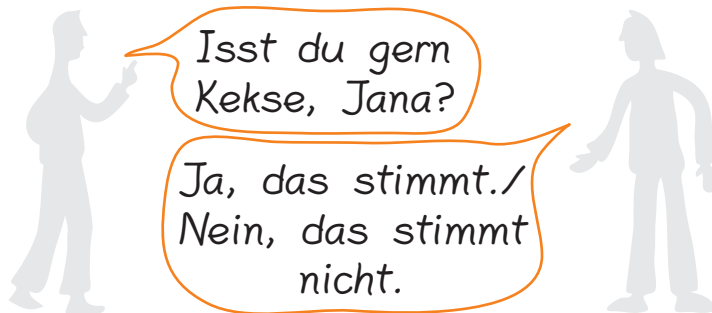 Isst du gern
Kekse, Jana?
Ja, das stimmt./
Nein, das stimmt
nicht.